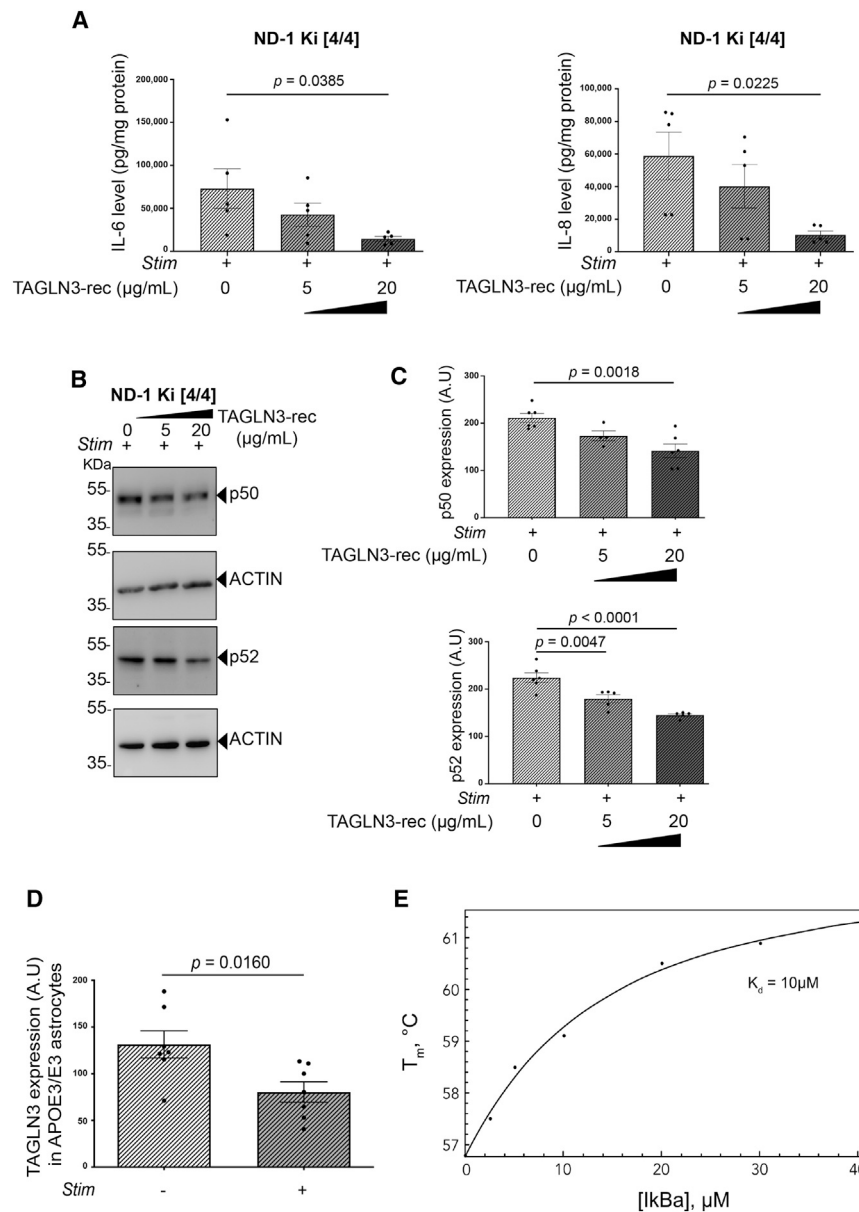 A
ND-1 Ki [4/4]
IL-6 level (pg/mg protein)
200,000
150,000
100,000
50,000
0
p = 0.0385
Stim + + +
TAGLN3-rec (µg/mL) 0 5 20
ND-1 Ki [4/4]
IL-8 level (pg/mg protein)
100,000
80,000
60,000
40,000
20,000
0
p = 0.0225
Stim + + +
TAGLN3-rec (µg/mL) 0 5 20
B
ND-1 Ki [4/4]
0 5 20 TAGLN3-rec
(µg/mL)
Stim + + +
KDa
55-
p50
35-
55-
ACTIN
35-
55-
p52
35-
55-
ACTIN
35-
C
p50 expression (A.U)
300
200
100
0
p = 0.0018
Stim + + +
TAGLN3-rec (µg/mL) 0 5 20
p52 expression (A.U)
300
200
100
0
p < 0.0001
p = 0.0047
Stim + + +
TAGLN3-rec (µg/mL) 0 5 20
D
TAGLN3 expression (A.U)
in APOE3/E3 astrocytes
200
150
100
50
0
p = 0.0160
Stim - +
E
Tm, °C
61
60
59
58
57
Kd = 10µM
0 10 20 30 40
[IkBa], µM